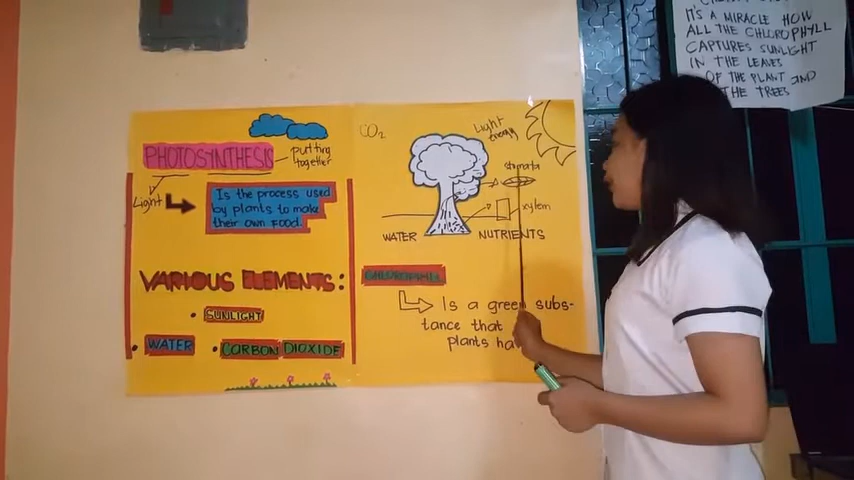 IT'S A MIRACLE HOW
ALL THE CHLOROPHYLL
CAPTURES SUNLIGHT
IN THE LEAVES
OF THE PLANT AND
THE TREES
PHOTOSYNTHESIS
putting
together
Light
Is the process used
by plants to make
their own food.
VARIOUS ELEMENTS:
SUNLIGHT
WATER
CARBON DIOXIDE
CO2
Light
energy
stomata
xylem
WATER
NUTRIENTS
CHLOROPHYLL
Is a green subs-
tance that
plants ha